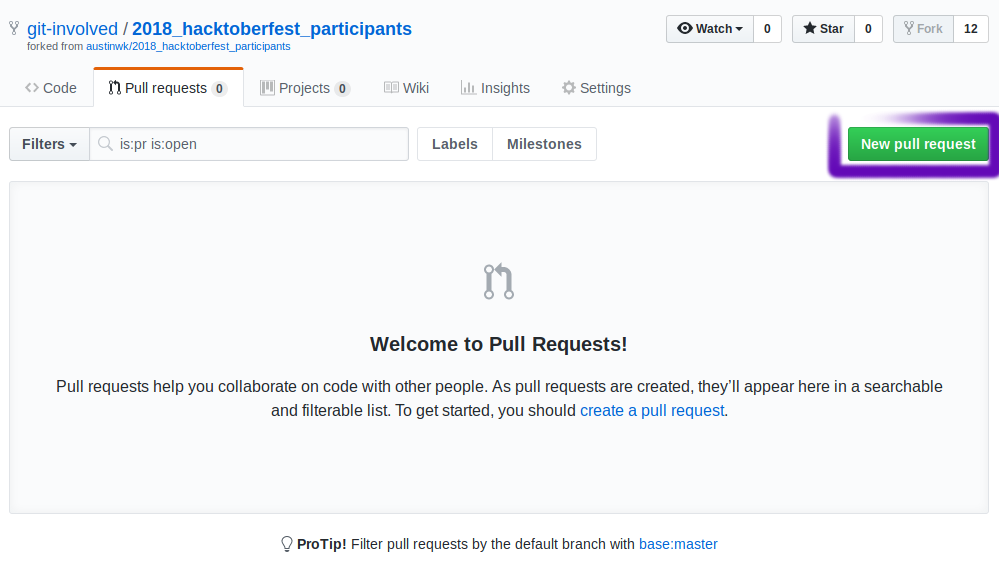 git-involved / 2018_hacktoberfest_participants
forked from austinwk/2018_hacktoberfest_participants
Watch 0 Star 0 Fork 12
Code Pull requests 0 Projects 0 Wiki Insights Settings
Filters is:pr is:open Labels Milestones New pull request
Welcome to Pull Requests!
Pull requests help you collaborate on code with other people. As pull requests are created, they’ll appear here in a searchable
and filterable list. To get started, you should create a pull request.
ProTip! Filter pull requests by the default branch with base:master